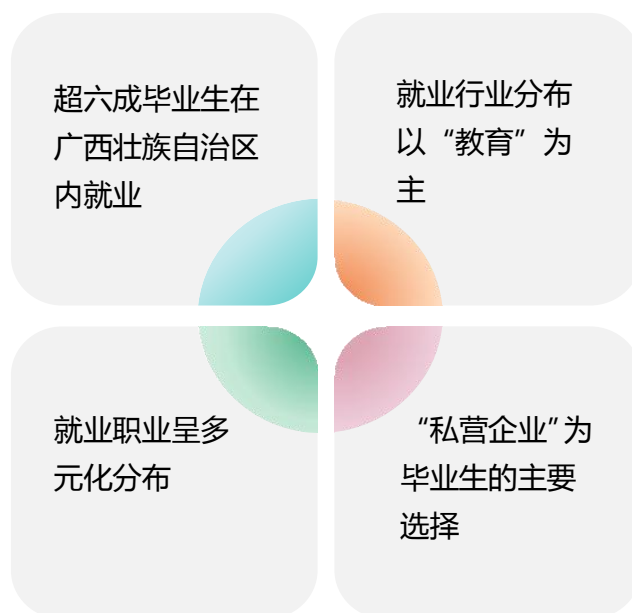 超六成毕业生在
广西壮族自治区
内就业
就业行业分布
以“教育”为
主
就业职业呈多
元化分布
“私营企业”为
毕业生的主要
选择